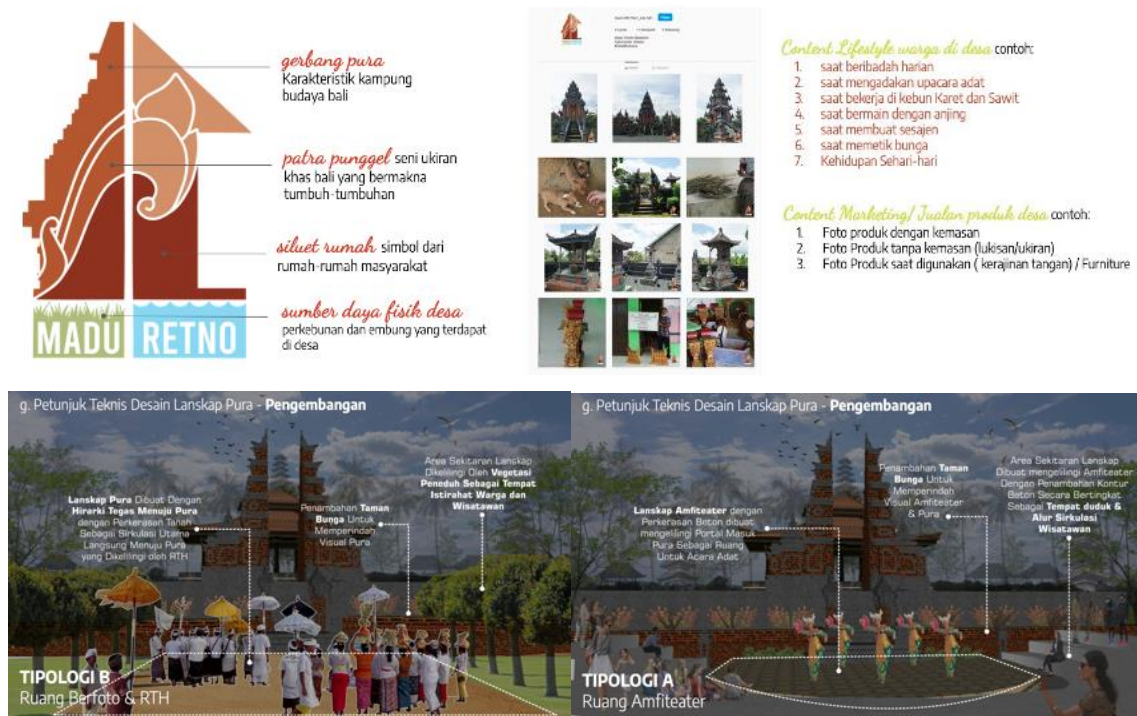 gerbang pura
Karakteristik kampung
budaya bali
patra punggel seni ukiran
khas bali yang bermakna
tumbuh-tumbuhan
siluet rumah simbol dari
rumah-rumah masyarakat
sumber daya fisik desa
perkebunan dan embung yang terdapat
di desa
MADU RETNO
Content Lifestyle warga di desa contoh:
1. saat beribadah harian
2. saat mengadakan upacara adat
3. saat bekerja di kebun Karet dan Sawit
4. saat bermain dengan anjing
5. saat membuat sesajen
6. saat memetik bunga
7. Kehidupan Sehari-hari
Content Marketing/ Jualan produk desa contoh:
1. Foto produk dengan kemasan
2. Foto Produk tanpa kemasan (lukisan/ukiran)
3. Foto Produk saat digunakan ( kerajinan tangan) / Furniture
g. Petunjuk Teknis Desain Lanskap Pura - Pengembangan
Lanskap Pura Dibuat Dengan
Hirarki Tegas Menuju Pura
dengan Perkerasan Tanah
Sebagai Sirkulasi Utama
Langsung Menuju Pura
yang Dikelilingi oleh RTH
Penambahan Taman
Bunga Untuk
Memperindah
Visual Pura
Area Sekitaran Lanskap
Dikelilingi Oleh Vegetasi
Peneduh Sebagai Tempat
Istirahat Warga dan
Wisatawan
TIPOLOGI B
Ruang Berfoto & RTH
g. Petunjuk Teknis Desain Lanskap Pura - Pengembangan
Lanskap Amfiteater dengan
Perkerasan Beton dibuat
mengelilingi Portal Masuk
Pura Sebagai Ruang
Untuk Acara Adat
Penambahan Taman
Bunga Untuk
Memperindah
Visual Amfiteater
& Pura
Area Sekitaran Lanskap
Dibuat mengelilingi Amfiteater
Dengan Penambahan Kontur
Beton Secara Bertingkat
Sebagai Tempat duduk &
Alur Sirkulasi
Wisatawan
TIPOLOGI A
Ruang Amfiteater